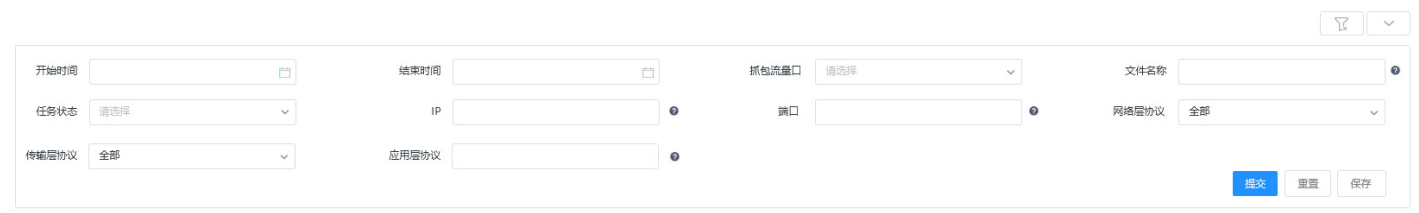 开始时间 结束时间 抓包流量口 请选择 文件名称
任务状态 请选择 IP 端口 网络层协议 全部
传输层协议 全部 应用层协议
提交 重置 保存